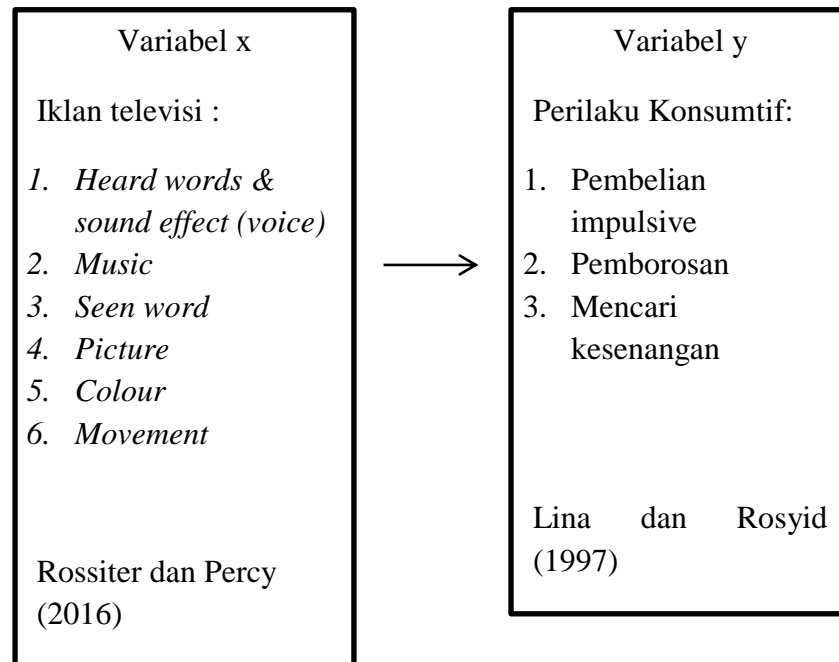 Variabel x
Iklan televisi :
1. Heard words &
sound effect (voice)
2. Music
3. Seen word
4. Picture
5. Colour
6. Movement
Rossiter dan Percy
(2016)
Variabel y
Perilaku Konsumtif:
1. Pembelian
impulsive
2. Pemborosan
3. Mencari
kesenangan
Lina dan Rosyid
(1997)